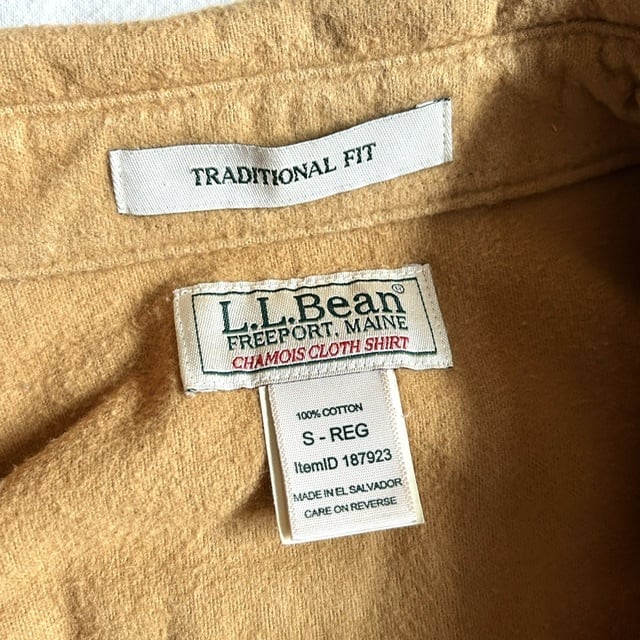 TRADITIONAL FIT
L.L.Bean®
FREEPORT, MAINE
CHAMOIS CLOTH SHIRT
100% COTTON
S - REG
ItemID 187923
MADE IN EL SALVADOR
CARE ON REVERSE